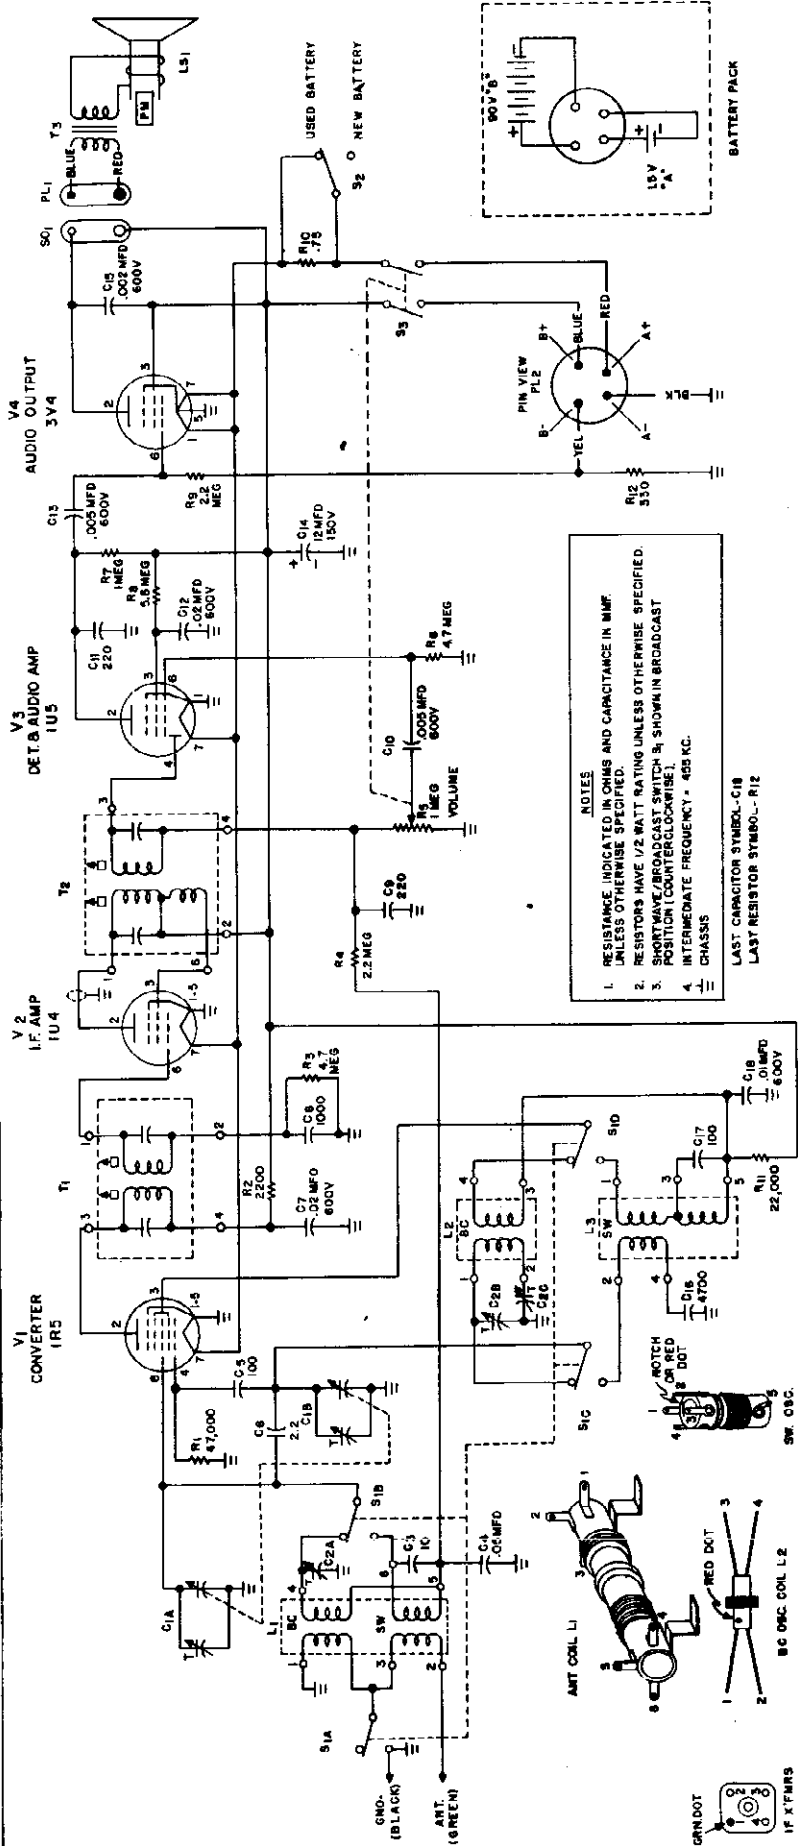 V1
CONVERTER
1R5
V2
I.F. AMP
1U4
V3
DET. & AUDIO AMP
1U5
V4
AUDIO OUTPUT
3V4
T1
T2
T3
PL1
SO1
BLUE
RED
PM
LS1
C1A
T
R1
47,000
C5
100
C6
2.2
C1B
T
C7
.02 MFD
600V
R2
2200
C8
1000
R3
4.7
MEG
R4
2.2 MEG
C9
220
R5
1 MEG
VOLUME
C10
.005 MFD
600V
R6
4.7 MEG
C11
220
R7
1MEG
R8
C12
.02 MFD
600V
C13
.005 MFD
600V
C14
12 MFD
150V
R9
2.2
MEG
C15
.002 MFD
600V
R10
.75
USED BATTERY
NEW BATTERY
S2
S3
L1
BC
SW
S1A
S1B
C2A
C3
10
C4
.05 MFD
GND.
(BLACK)
ANT.
(GREEN)
L2
BC
C2B
C2C
S1C
S1D
L3
SW
C16
4700
C17
100
C18
.01 MFD
600V
R11
22,000
R12
330
PIN VIEW
PL2
B-
B+
A-
A+
YEL
BLUE
RED
BLK
90V "B"
1.5 V
"A"
BATTERY PACK
NOTES
1. RESISTANCE INDICATED IN OHMS AND CAPACITANCE IN MMF.
UNLESS OTHERWISE SPECIFIED.
2. RESISTORS HAVE 1/2 WATT RATING UNLESS OTHERWISE SPECIFIED.
3. SHORTWAVE/BROADCAST SWITCH S1 SHOWN IN BROADCAST
POSITION (COUNTERCLOCKWISE).
4. INTERMEDIATE FREQUENCY = 455 KC.
CHASSIS
LAST CAPACITOR SYMBOL-C18
LAST RESISTOR SYMBOL-R12
GRN.DOT
1 2 3 4
IF X'FMRS
ANT COIL L1
RED DOT
BC OSC. COIL L2
NOTCH
OR RED
DOT
SW. OSC.